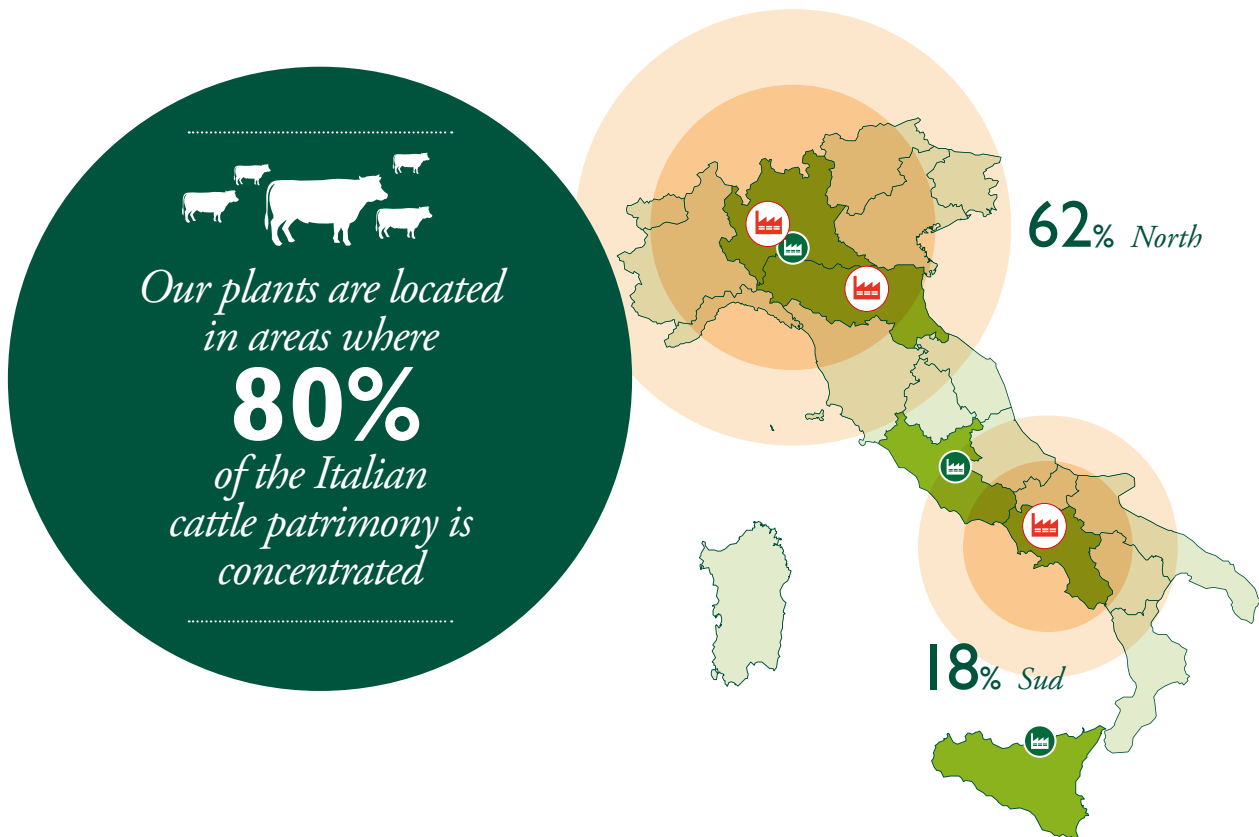 Our plants are located
in areas where
80%
of the Italian
cattle patrimony is
concentrated
62% North
18% Sud